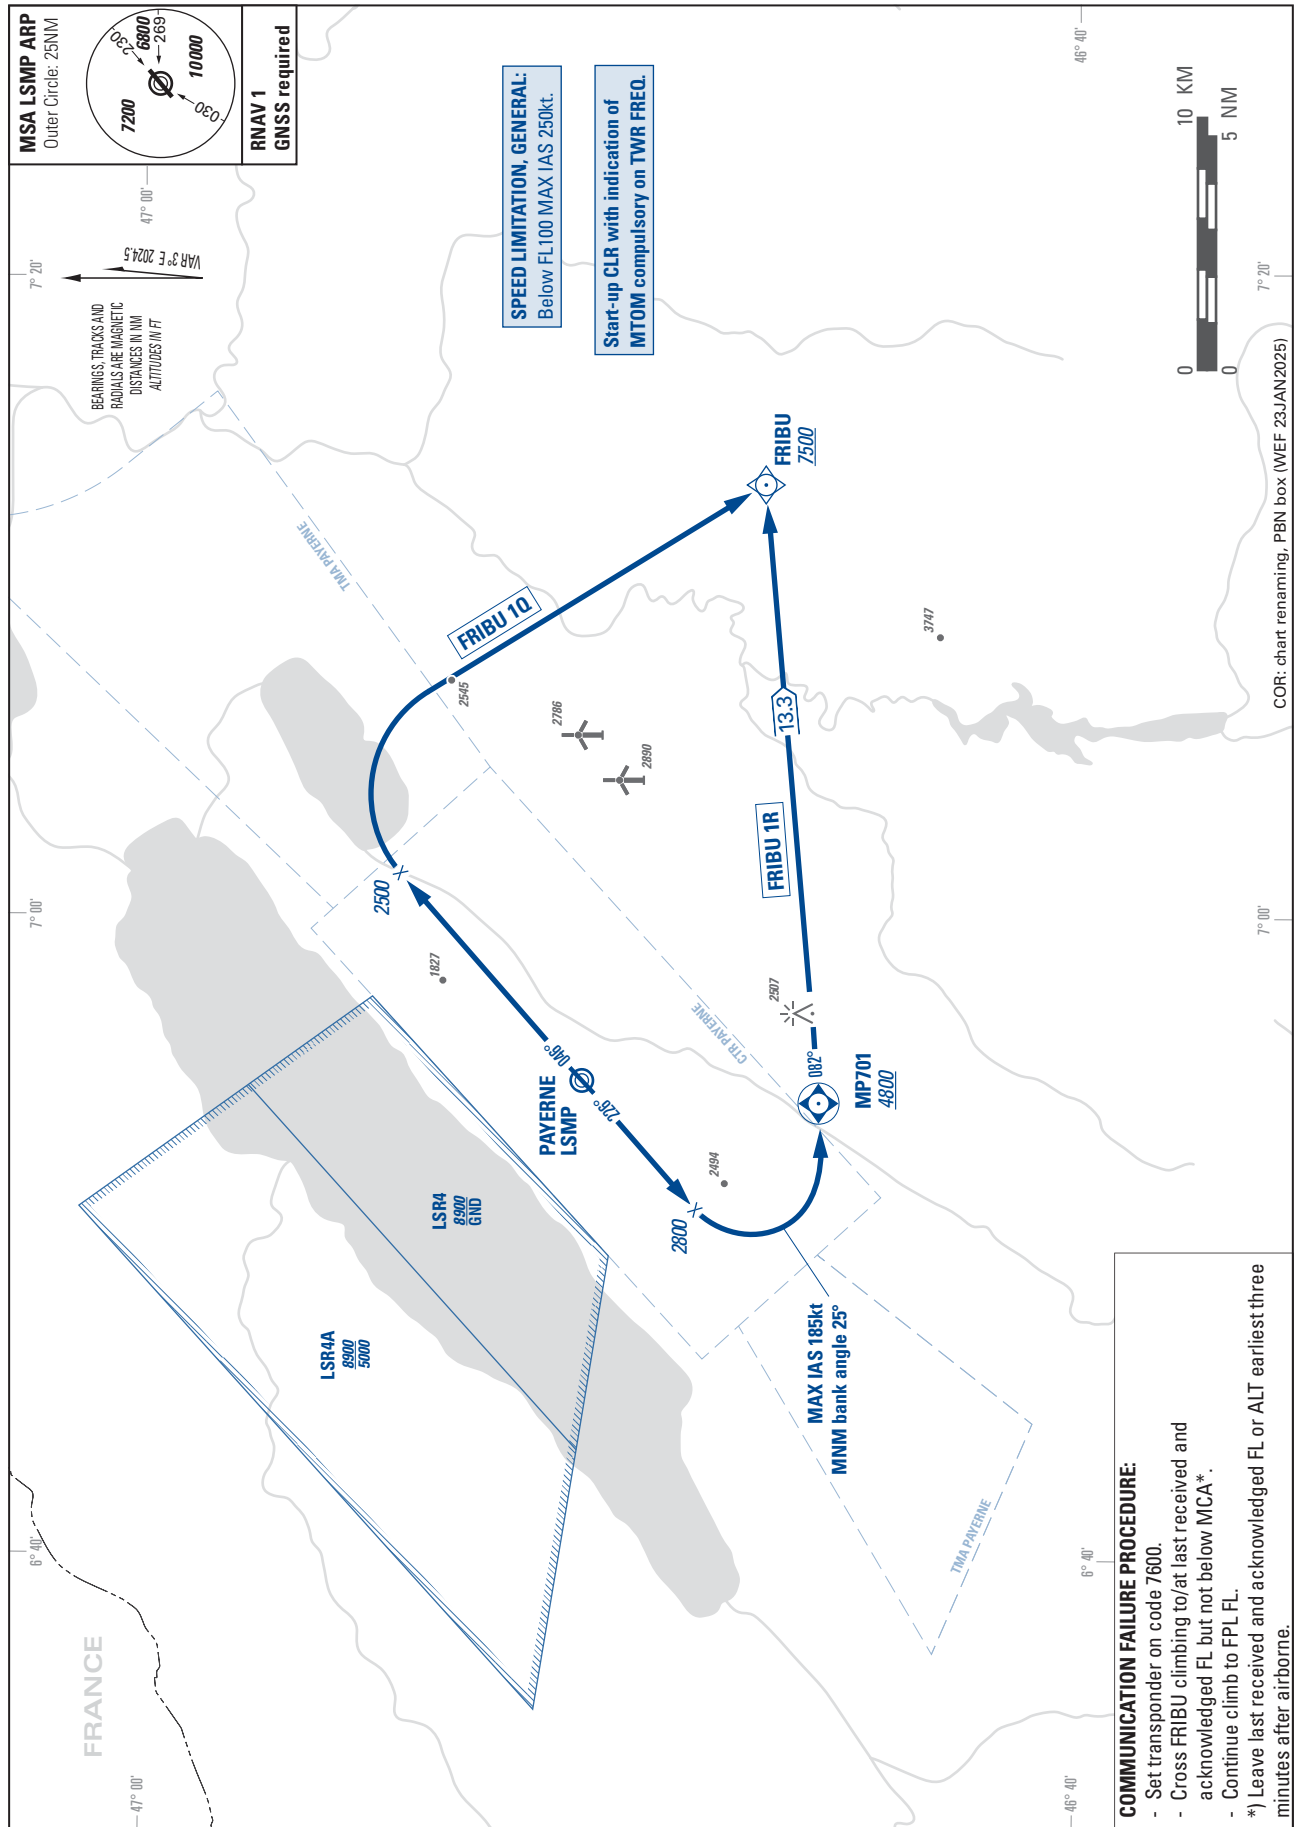 MSA LSMP ARP
Outer Circle: 25NM
7200
6800
10000
230
269
030
RNAV 1
GNSS required
47° 00'
46° 40'
7° 20'
VAR 3° E 2024.5
BEARINGS, TRACKS AND
RADIALS ARE MAGNETIC
DISTANCES IN NM
ALTITUDES IN FT
SPEED LIMITATION, GENERAL:
Below FL100 MAX IAS 250kt.
Start-up CLR with indication of
MTOM compulsory on TWR FREQ.
0
10 KM
0
5 NM
7° 20'
TMA PAYERNE
FRIBU 1Q
FRIBU
7500
2545
2786
2890
3747
13.3
FRIBU 1R
2500
7° 00'
7° 00'
1827
2507
CTR PAYERNE
PAYERNE
LSMP
046°
226°
082°
MP701
4800
2494
2800
LSR4
8900
GND
LSR4A
8900
5000
MAX IAS 185kt
MNM bank angle 25°
TMA PAYERNE
6° 40'
6° 40'
FRANCE
47° 00'
46° 40'
COMMUNICATION FAILURE PROCEDURE:
- Set transponder on code 7600.
- Cross FRIBU climbing to/at last received and
acknowledged FL but not below MCA*.
- Continue climb to FPL FL.
*) Leave last received and acknowledged FL or ALT earliest three
minutes after airborne.
COR: chart renaming, PBN box (WEF 23JAN2025)